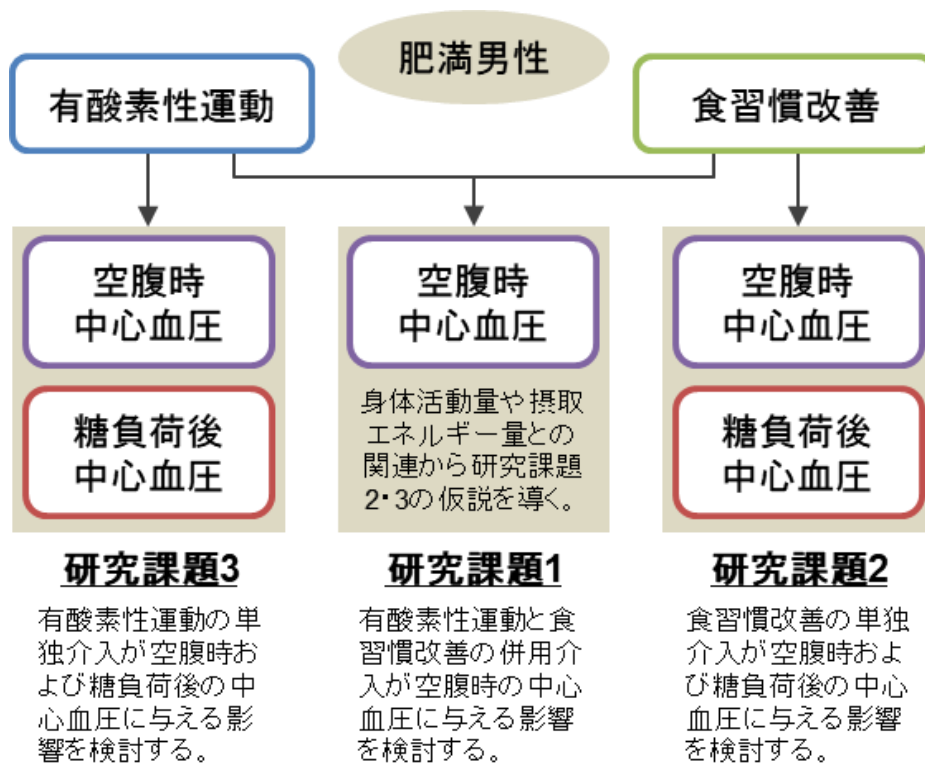 肥満男性
有酸素性運動
食習慣改善
空腹時
中心血圧
糖負荷後
中心血圧
研究課題3
有酸素性運動の単
独介入が空腹時お
よび糖負荷後の中
心血圧に与える影
響を検討する。
空腹時
中心血圧
身体活動量や摂取
エネルギー量との
関連から研究課題
2・3の仮説を導く。
研究課題1
有酸素性運動と食
習慣改善の併用介
入が空腹時の中心
血圧に与える影響
を検討する。
空腹時
中心血圧
糖負荷後
中心血圧
研究課題2
食習慣改善の単独
介入が空腹時およ
び糖負荷後の中心
血圧に与える影響
を検討する。